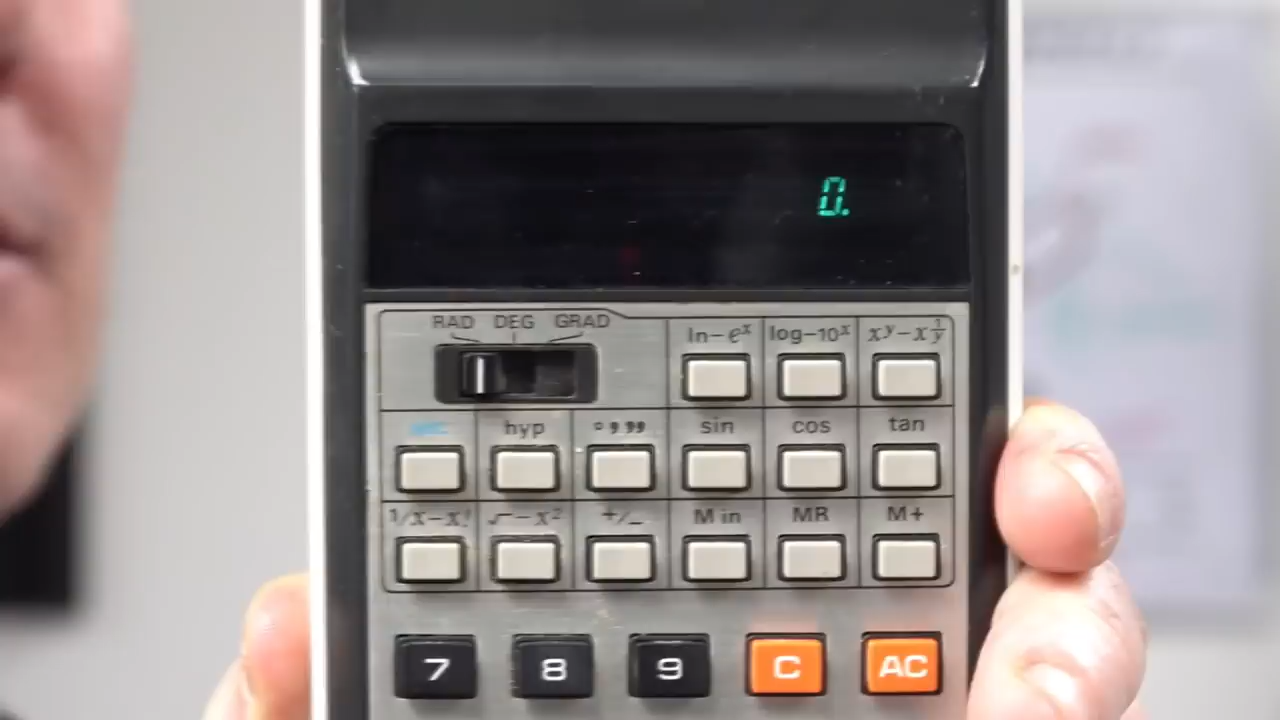 0.
RAD DEG GRAD
ln-eˣ log-10ˣ xʸ-x^1/y
hyp ° ' '' sin cos tan
1/x-x! √‾-x² +/_ M in MR M+
7 8 9 C AC